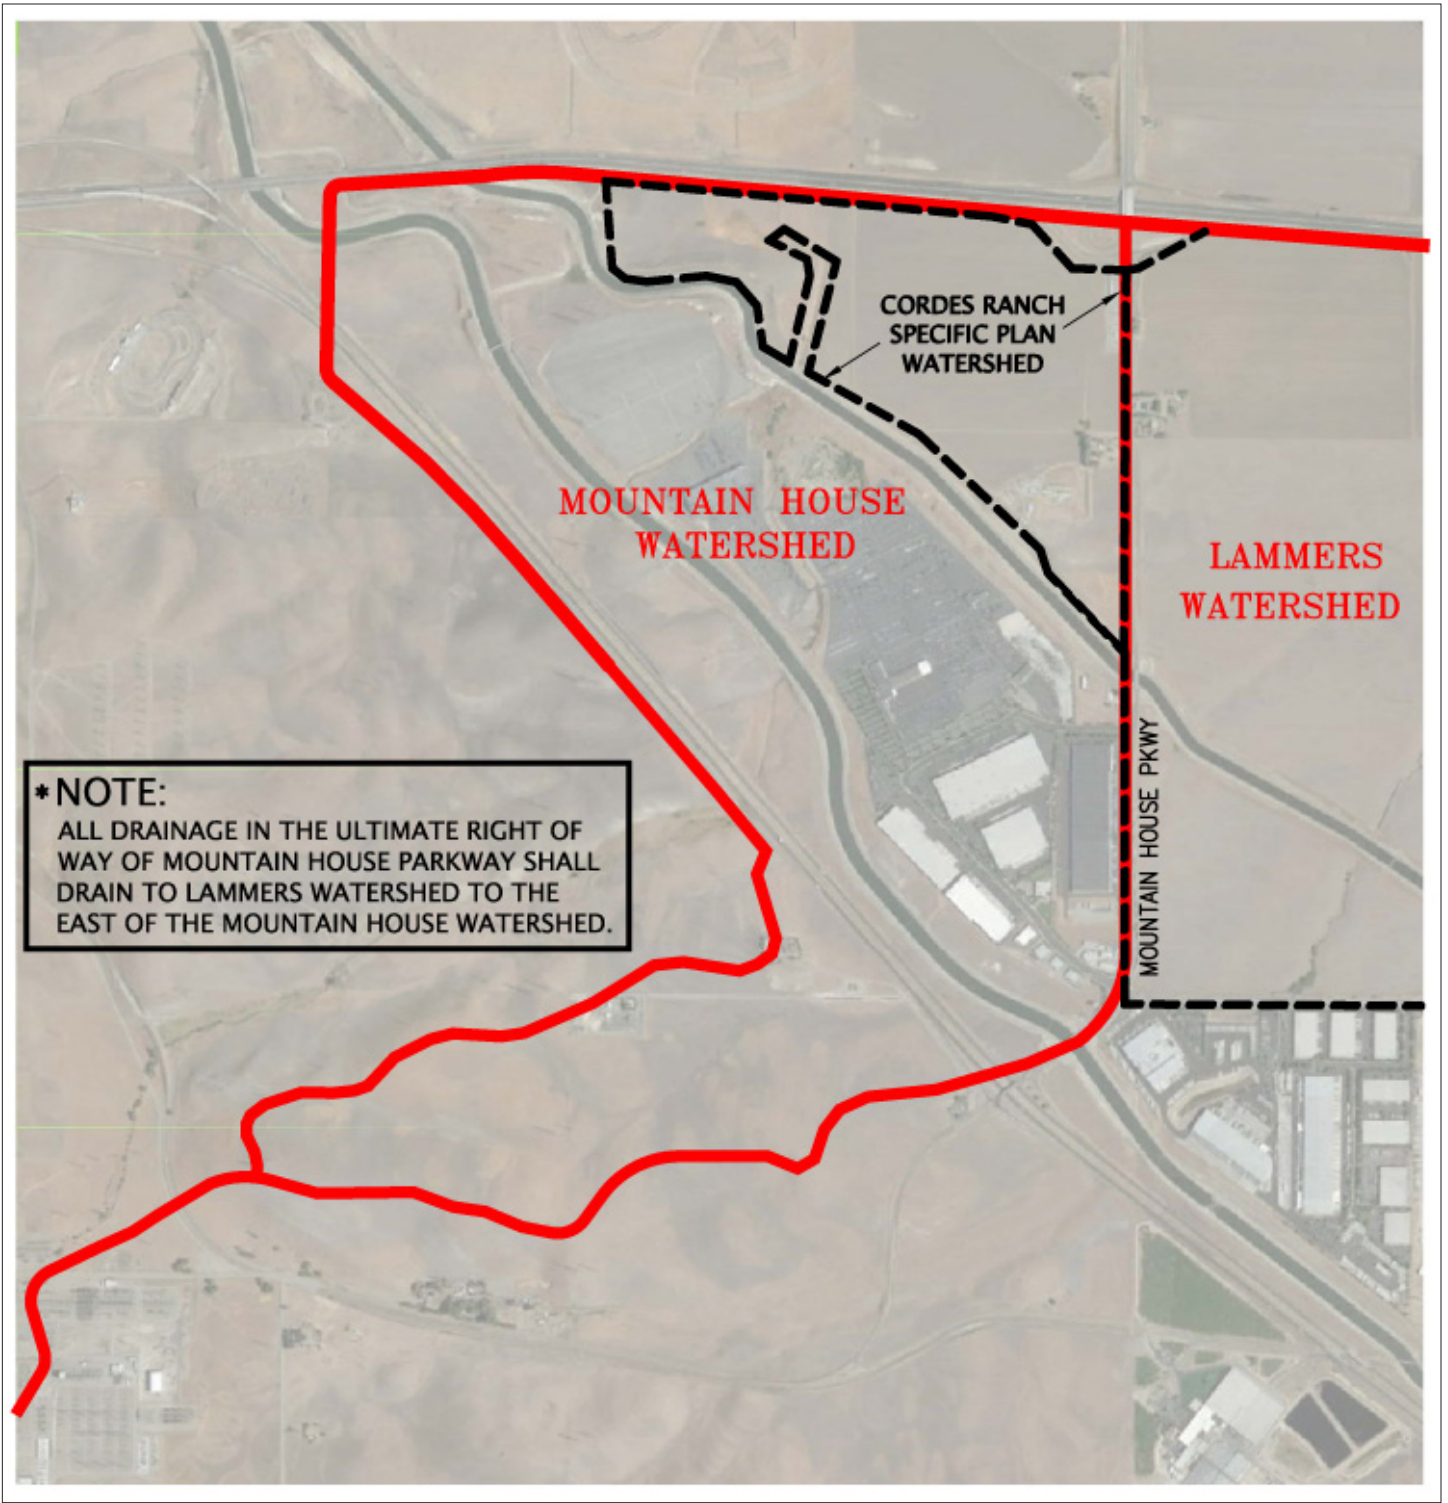 CORDES RANCH
SPECIFIC PLAN
WATERSHED
MOUNTAIN HOUSE
WATERSHED
LAMMERS
WATERSHED
MOUNTAIN HOUSE PKWY
*NOTE:
ALL DRAINAGE IN THE ULTIMATE RIGHT OF
WAY OF MOUNTAIN HOUSE PARKWAY SHALL
DRAIN TO LAMMERS WATERSHED TO THE
EAST OF THE MOUNTAIN HOUSE WATERSHED.